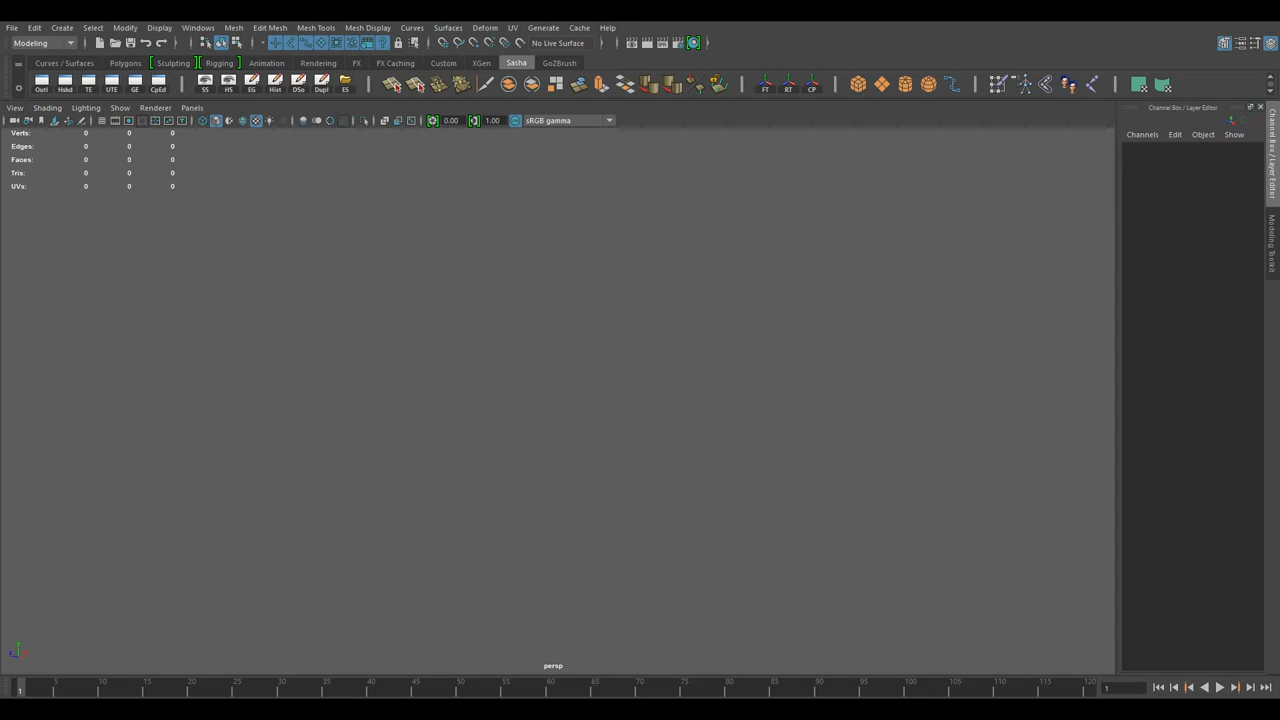 File Edit Create Select Modify Display Windows Mesh Edit Mesh Mesh Tools Mesh Display Curves Surfaces Deform UV Generate Cache Help
Modeling No Live Surface
Curves / Surfaces Polygons Sculpting Rigging Animation Rendering FX FX Caching Custom XGen Sasha GoZBrush
Outl Hshd TE UTE GE CpEd SS HS EG Hist DSo Dupl ES FT RT CP
View Shading Lighting Show Renderer Panels
0.00 1.00 sRGB gamma
Verts: 0 0 0
Edges: 0 0 0
Faces: 0 0 0
Tris: 0 0 0
UVs: 0 0 0
persp
Channel Box / Layer Editor
Channels Edit Object Show
Channel Box / Layer Editor
Modeling Toolkit
1 5 10 15 20 25 30 35 40 45 50 55 60 65 70 75 80 85 90 95 100 105 110 115 120 1